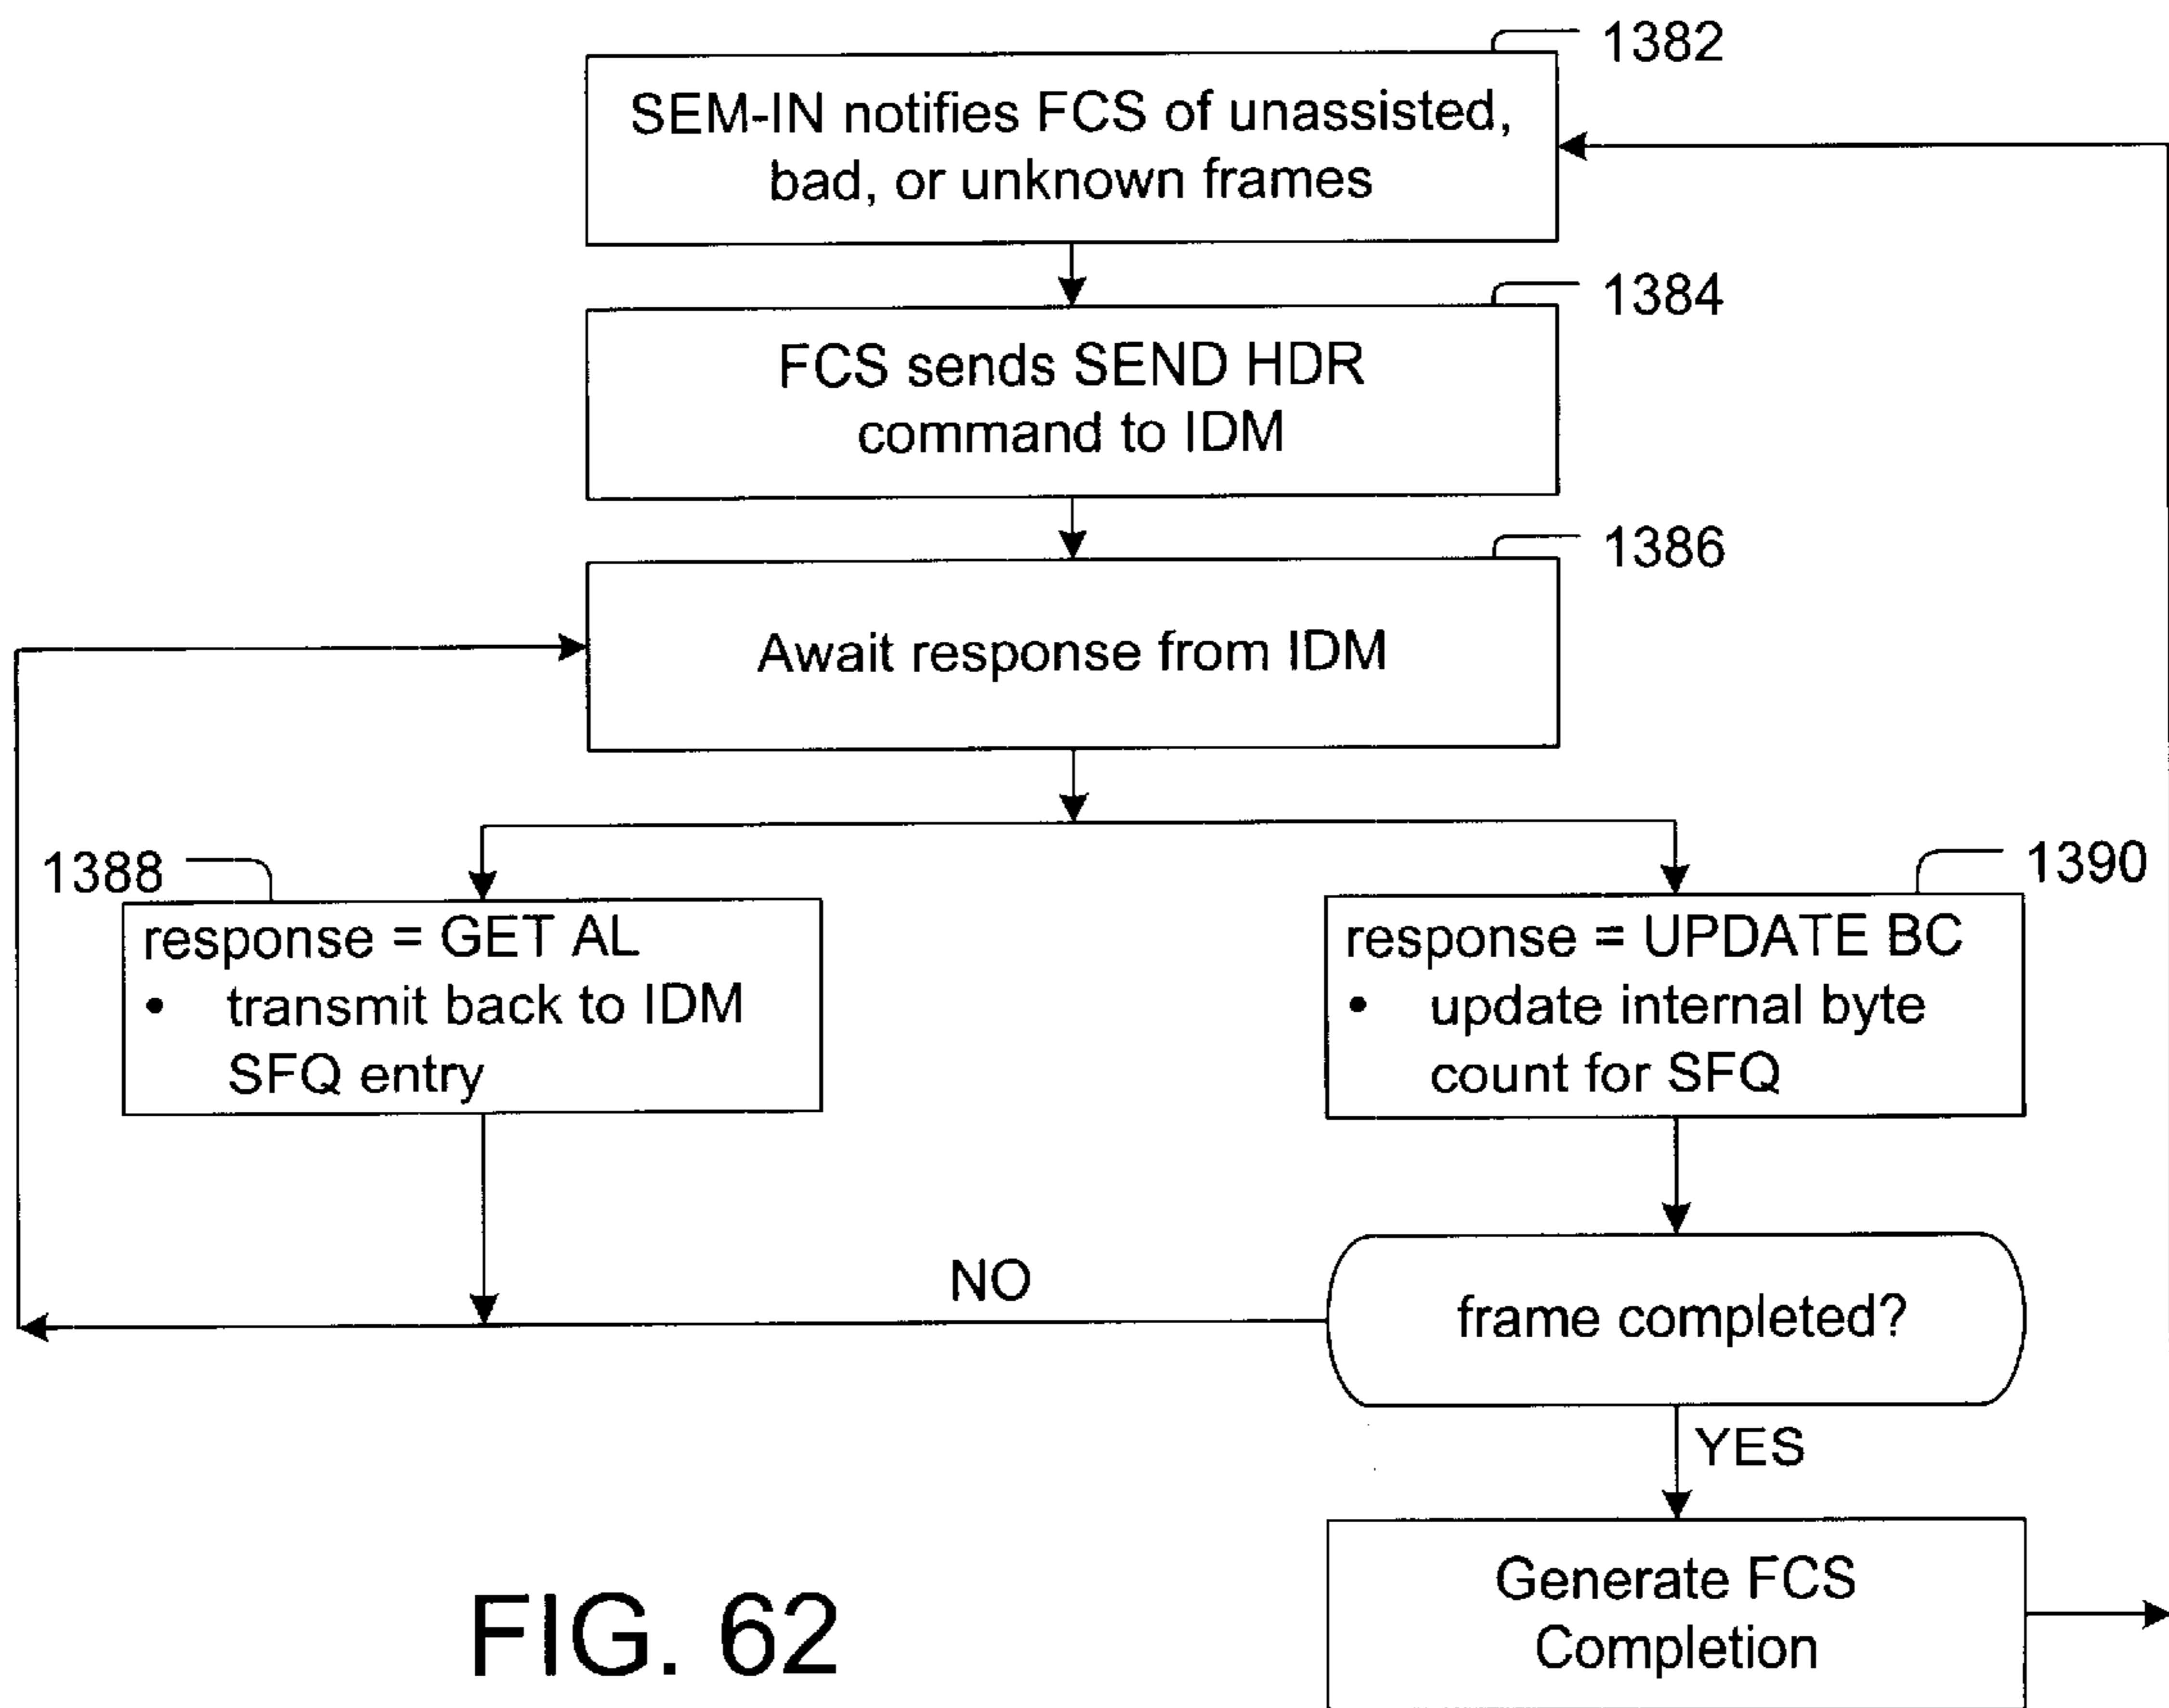 1382
SEM-IN notifies FCS of unassisted,
bad, or unknown frames
1384
FCS sends SEND HDR
command to IDM
1386
Await response from IDM
1388
response = GET AL
• transmit back to IDM
SFQ entry
1390
response = UPDATE BC
• update internal byte
count for SFQ
NO
frame completed?
YES
Generate FCS
Completion
FIG. 62